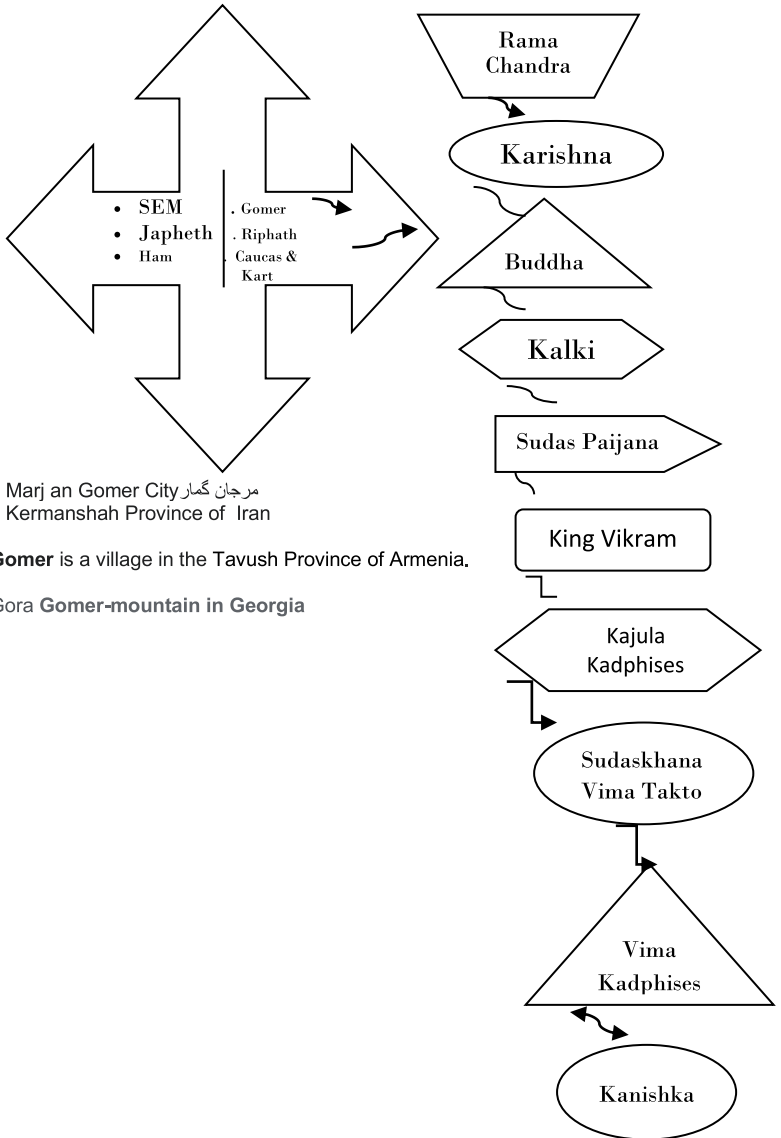 Rama
Chandra
Karishna
• SEM
• Japheth
• Ham
. Gomer
. Riphath
. Caucas &
Kart
Buddha
Kalki
Sudas Paijana
Marj an Gomer City مرجان گمار
Kermanshah Province of Iran
King Vikram
Gomer is a village in the Tavush Province of Armenia.
Gora Gomer-mountain in Georgia
Kajula
Kadphises
Sudaskhana
Vima Takto
Vima
Kadphises
Kanishka